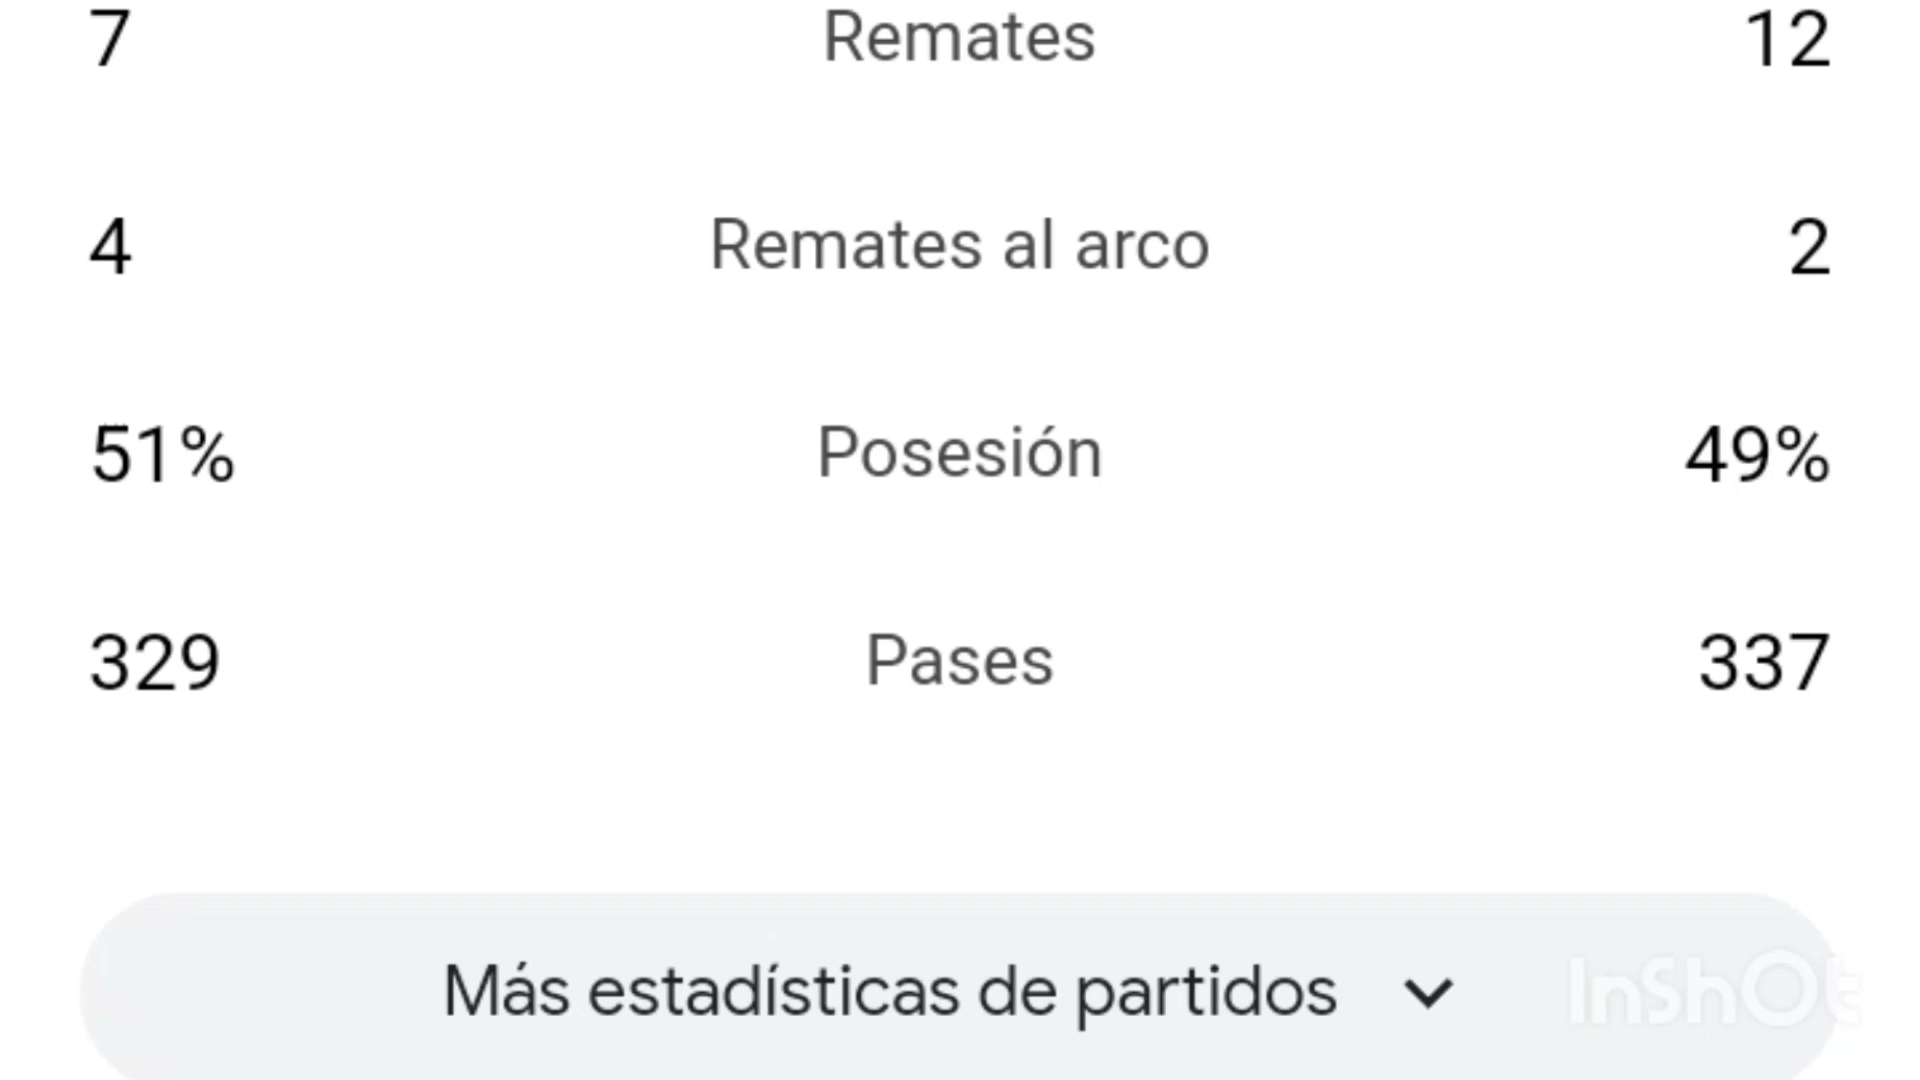 7 Remates 12
4 Remates al arco 2
51% Posesión 49%
329 Pases 337
Más estadísticas de partidos
InShOt